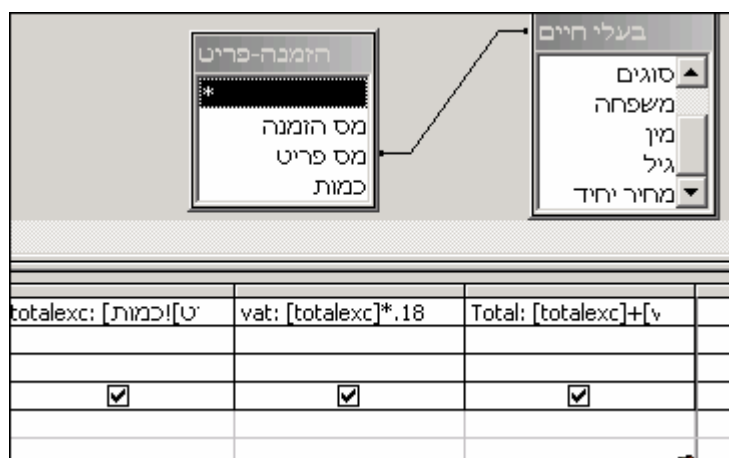 בעלי חיים
סוגים
משפחה
מין
גיל
מחיר יחיד
הזמנה-פריט
*
מס הזמנה
מס פריט
כמות
totalexc: [כמות]![יט
vat: [totalexc]*.18
Total: [totalexc]+[v